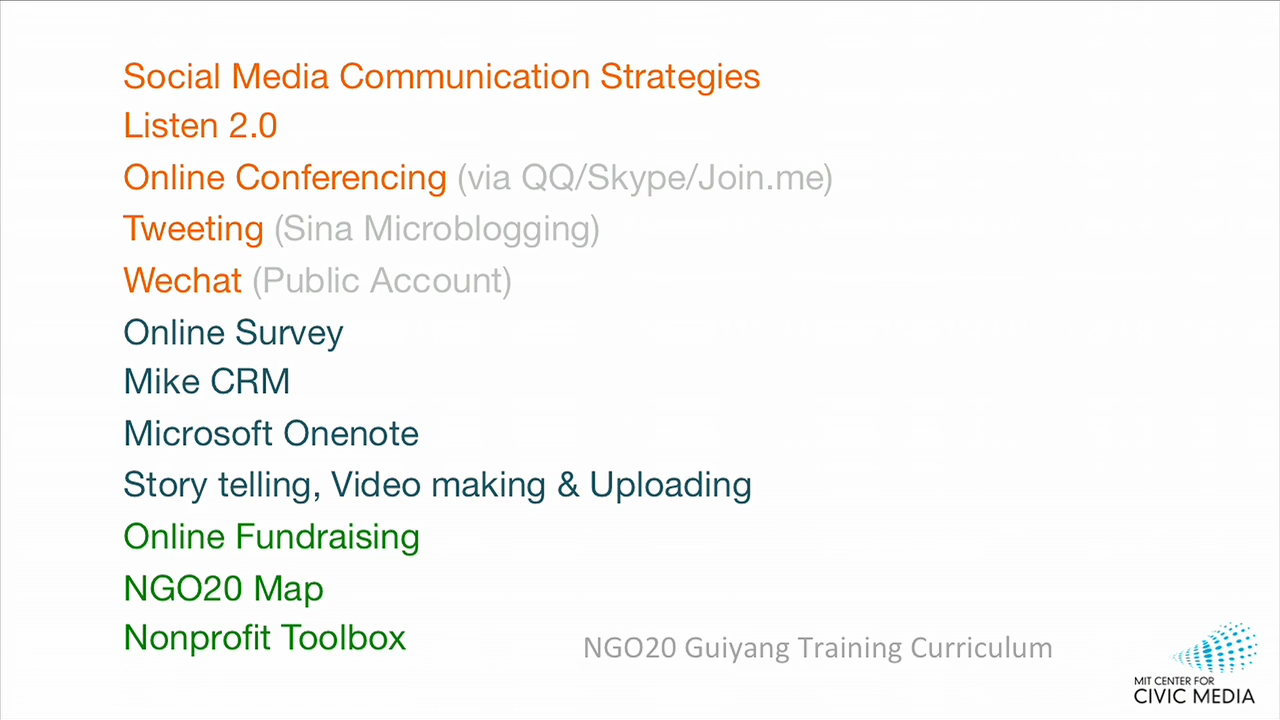 Social Media Communication Strategies
Listen 2.0
Online Conferencing (via QQ/Skype/Join.me)
Tweeting (Sina Microblogging)
Wechat (Public Account)
Online Survey
Mike CRM
Microsoft Onenote
Story telling, Video making & Uploading
Online Fundraising
NGO20 Map
Nonprofit Toolbox
NGO20 Guiyang Training Curriculum
MIT CENTER FOR
CIVIC MEDIA